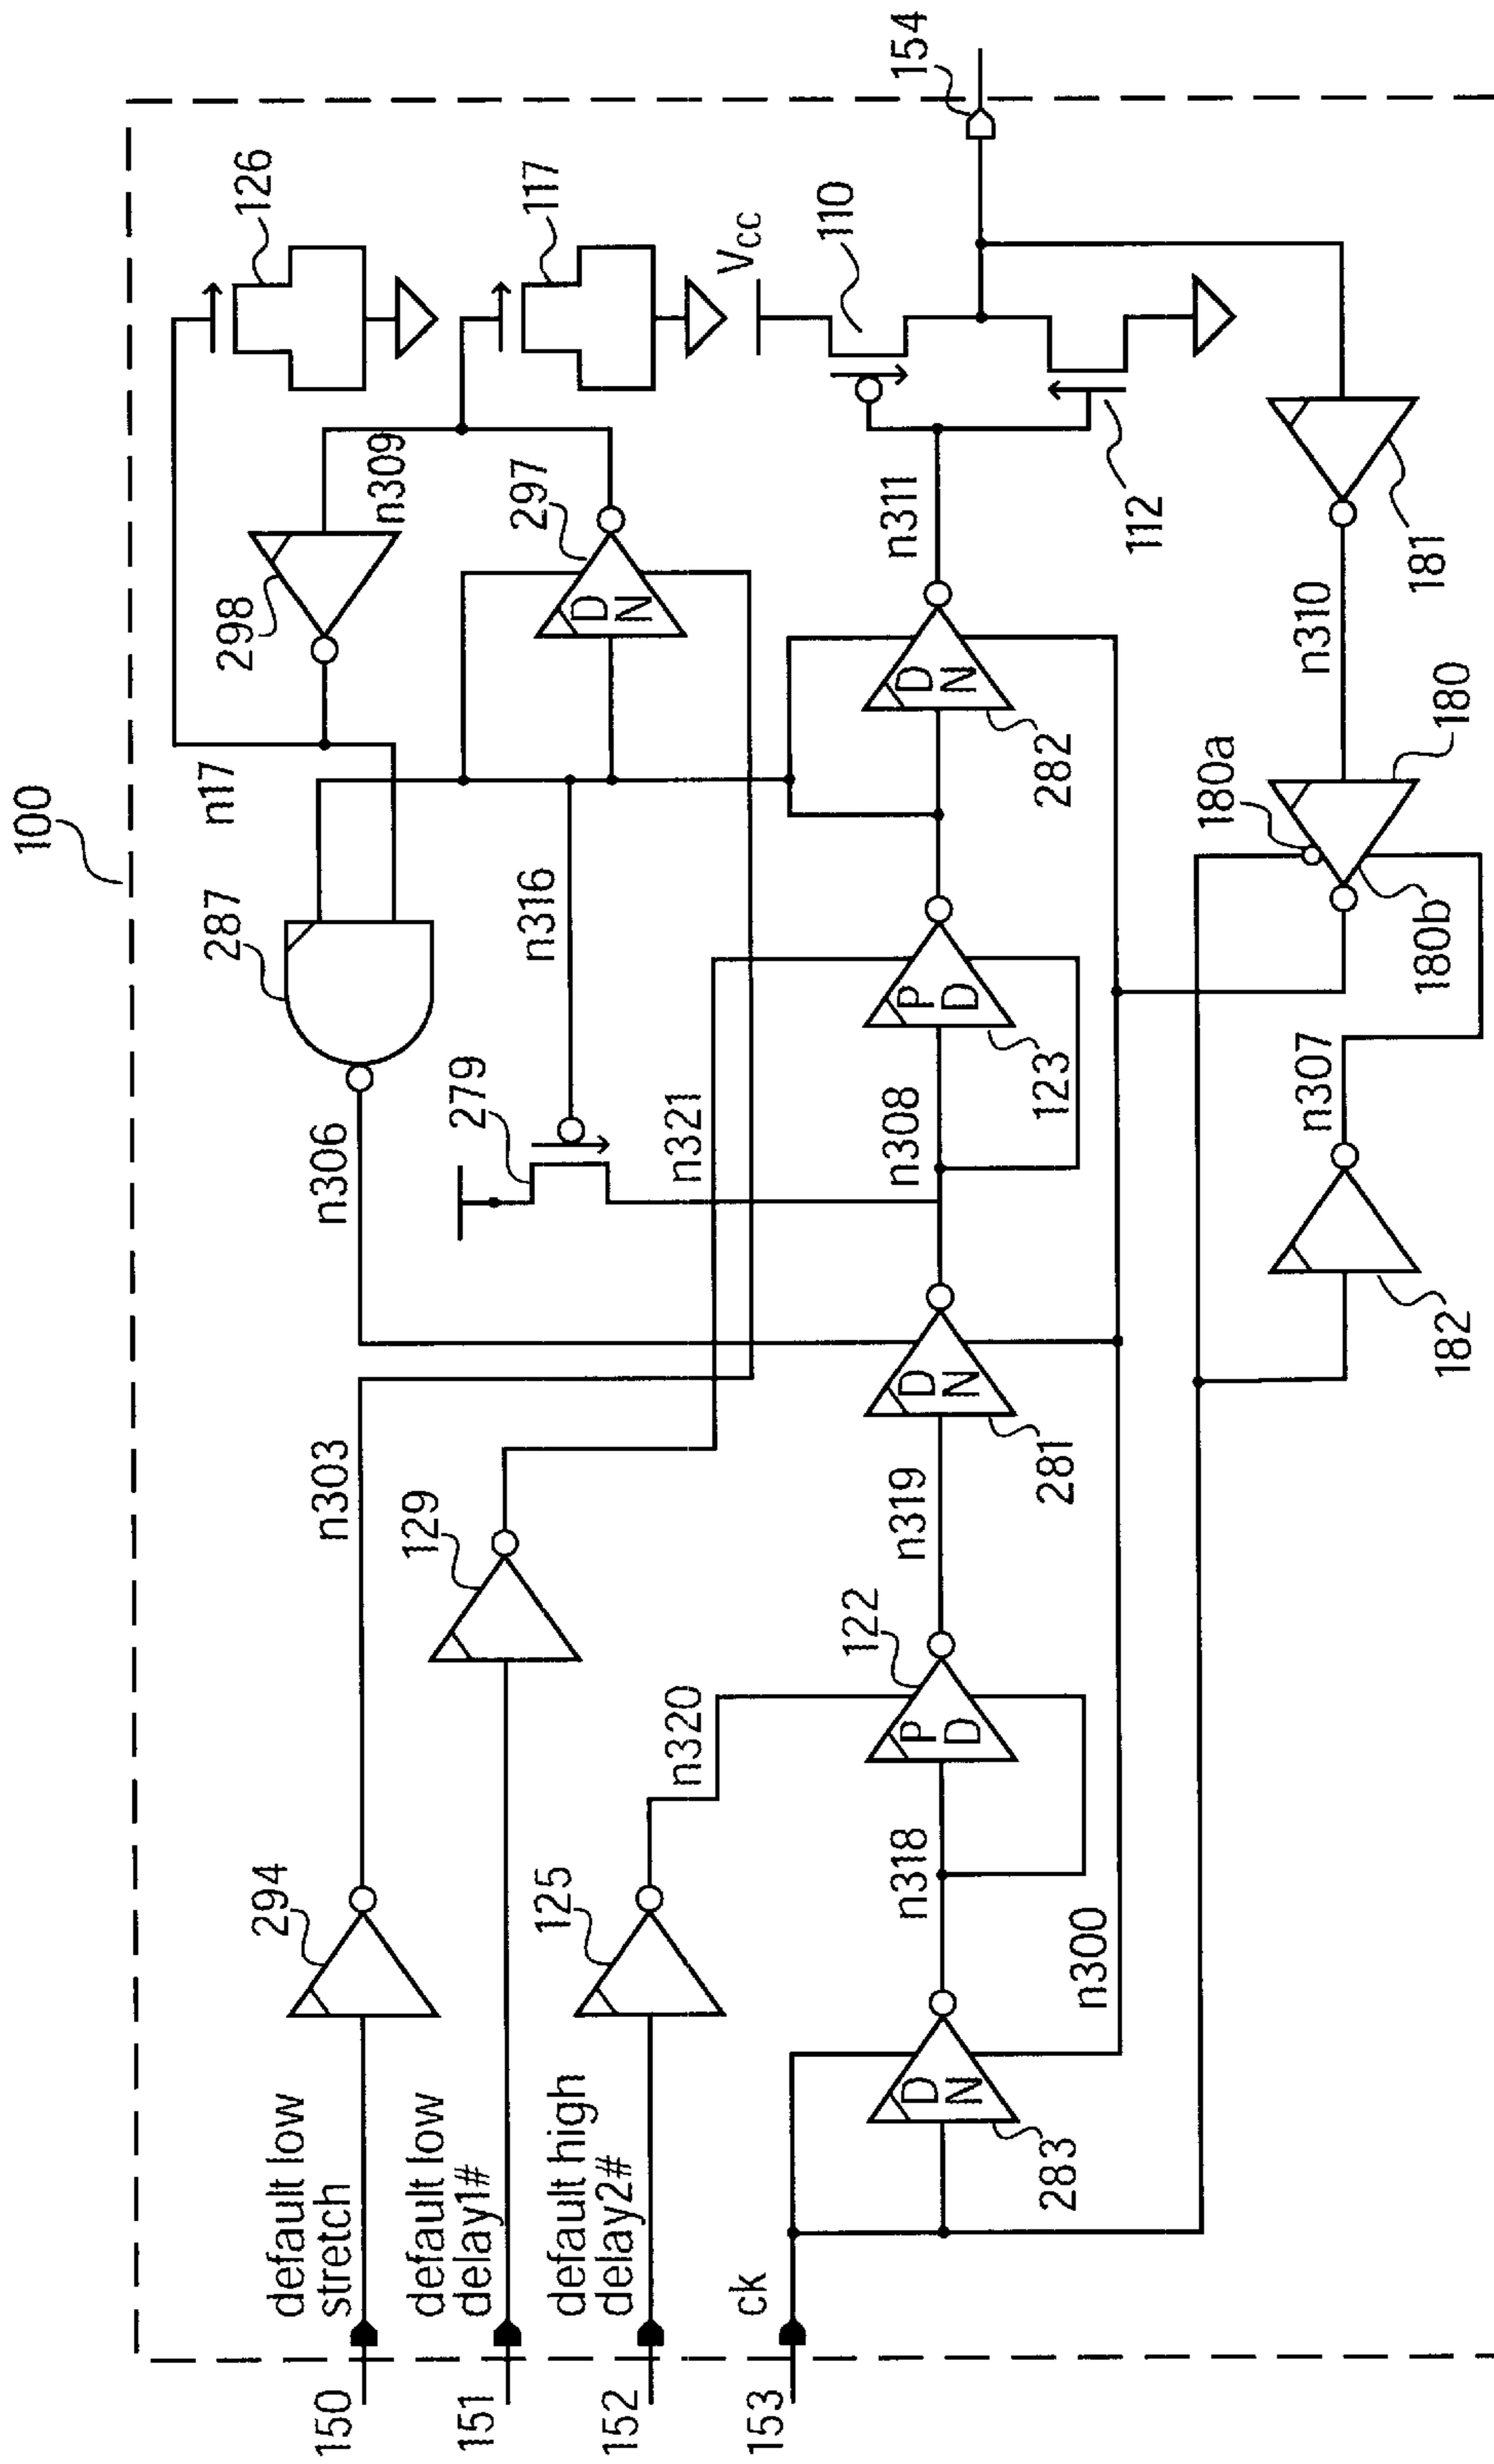 100
150
default low
stretch
294
n303
n306
287
n17
298
n309
126
151
default low
delay1#
129
279
n321
n316
297
D
N
117
152
default high
delay2#
125
n320
VCC
110
153
ck
283
D
N
n318
122
P
D
n319
281
D
N
n308
123
P
D
282
D
N
n311
112
154
n300
182
n307
180a
180b
180
n310
181